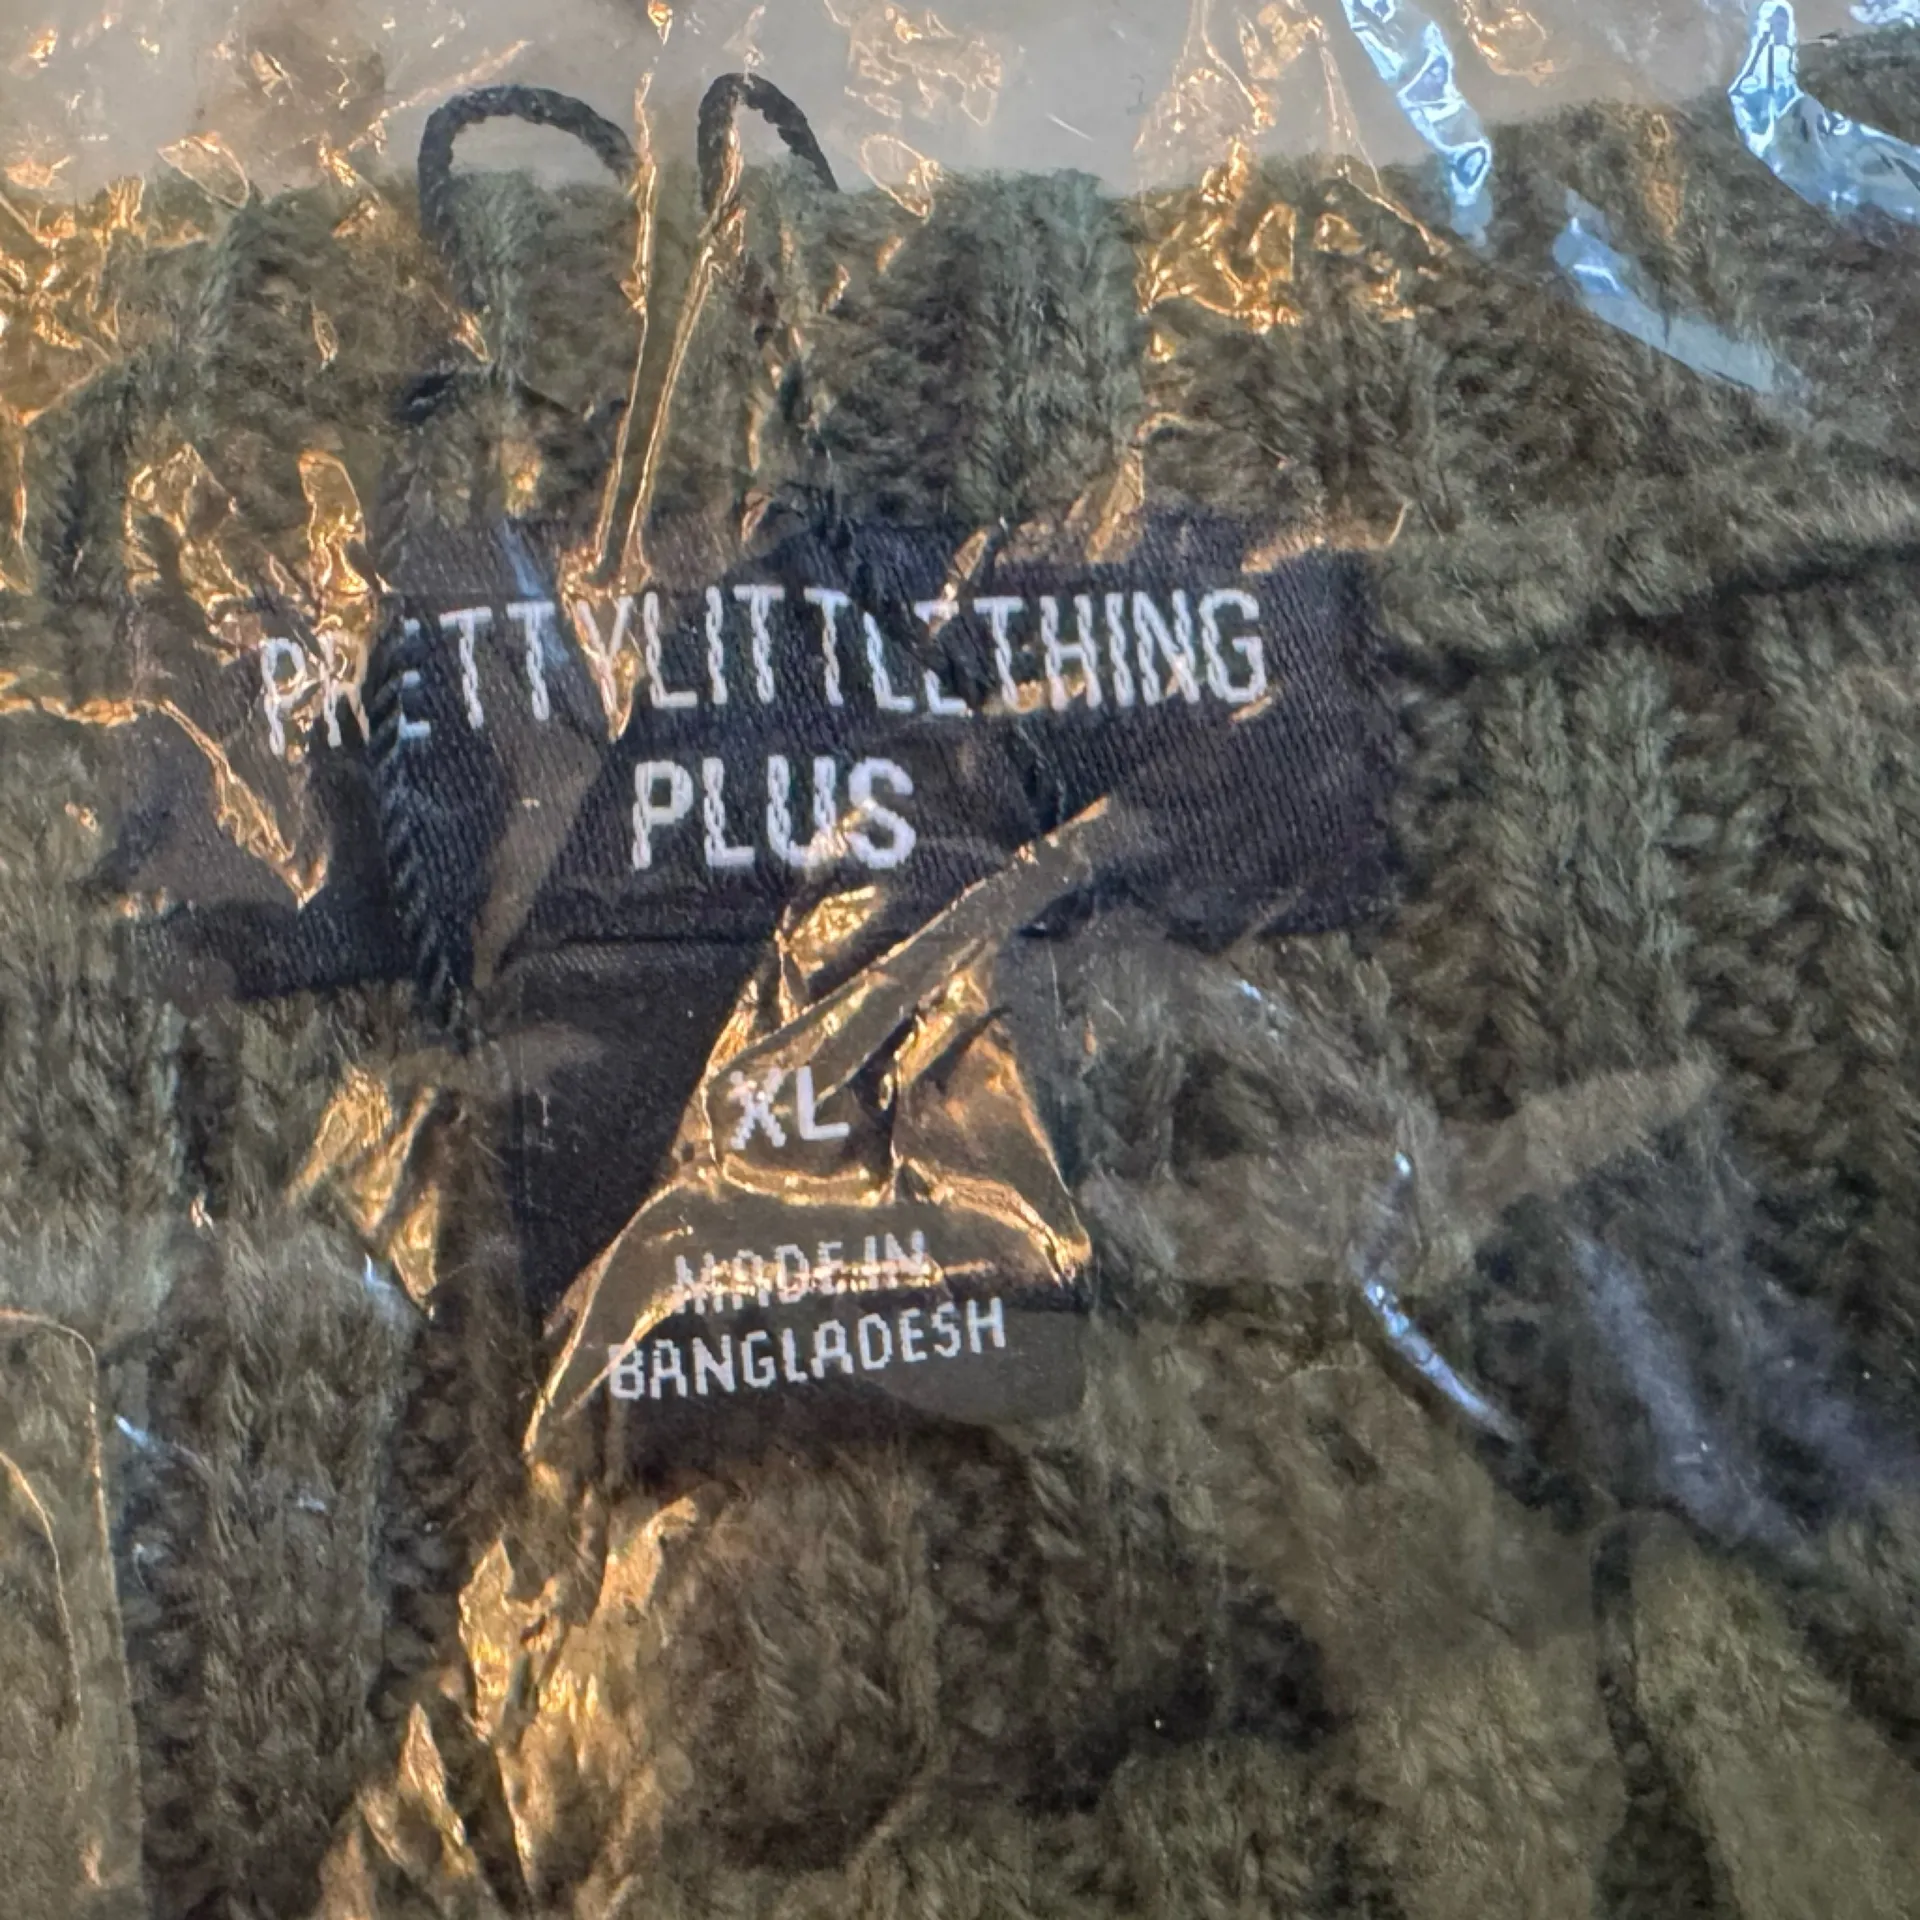 PRETTYLITTLETHING
PLUS
XL
MADE IN
BANGLADESH